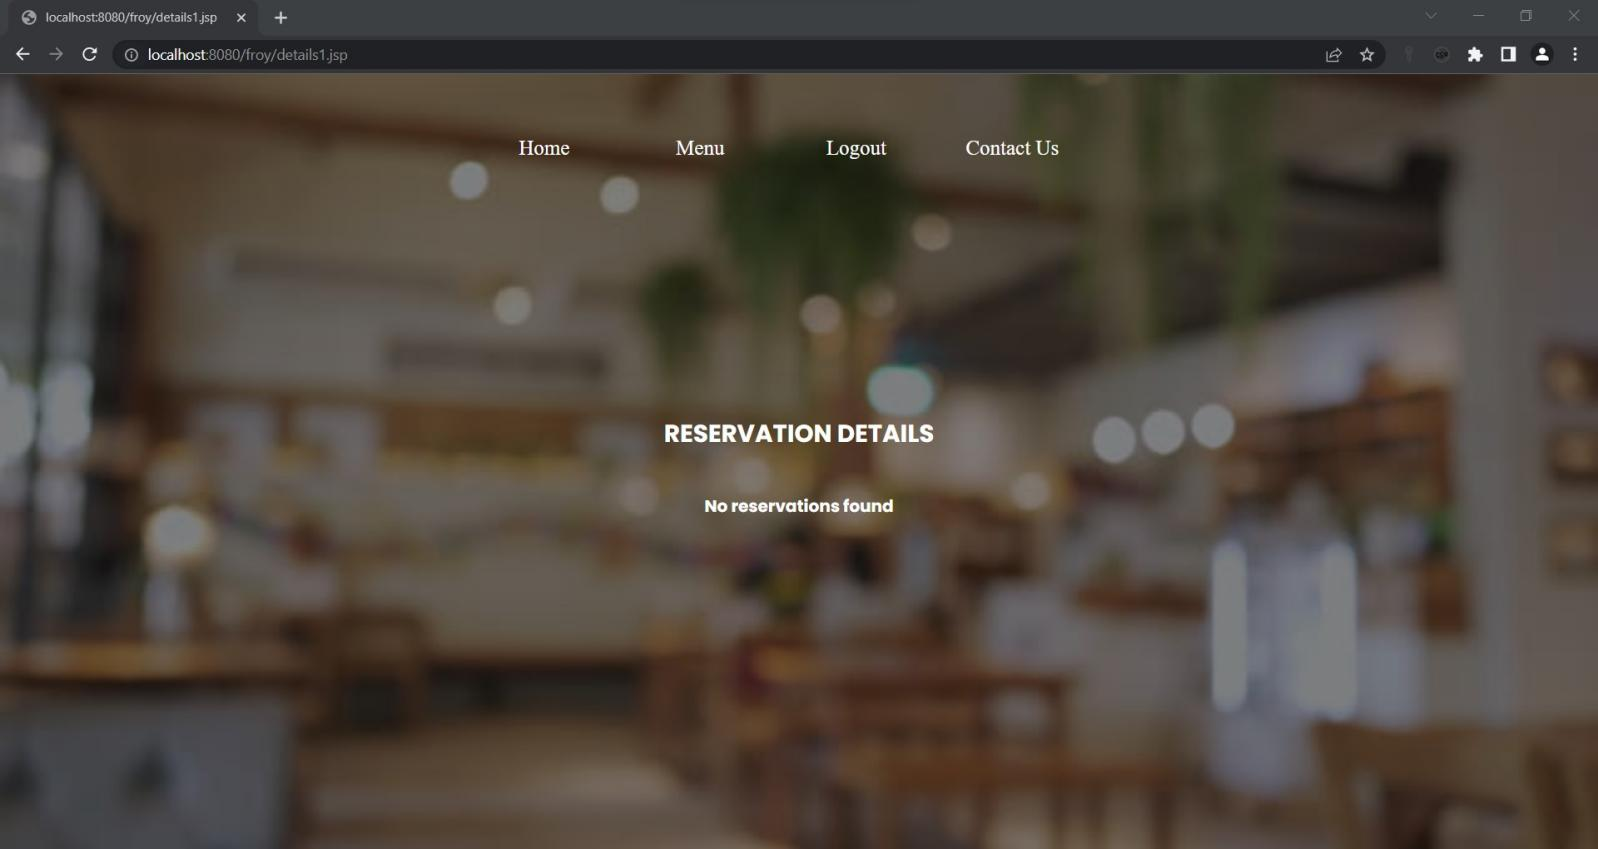 localhost:8080/froy/details1.jsp
localhost:8080/froy/details1.jsp
Home Menu Logout Contact Us
RESERVATION DETAILS
No reservations found